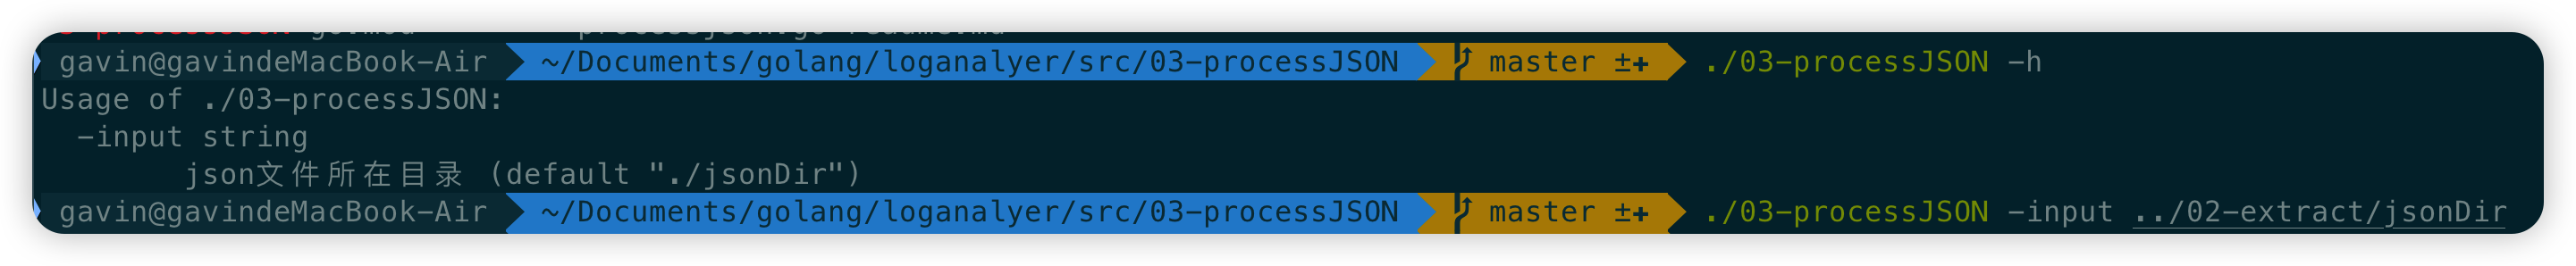 gavin@gavindeMacBook-Air ~/Documents/golang/loganalyer/src/03-processJSON master ±✚ ./03-processJSON -h
Usage of ./03-processJSON:
-input string
json文件所在目录 (default "./jsonDir")
gavin@gavindeMacBook-Air ~/Documents/golang/loganalyer/src/03-processJSON master ±✚ ./03-processJSON -input ../02-extract/jsonDir